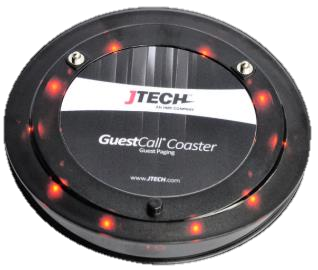 JTECH
AN HME COMPANY
GuestCall® Coaster
Guest Paging
www.JTECH.com